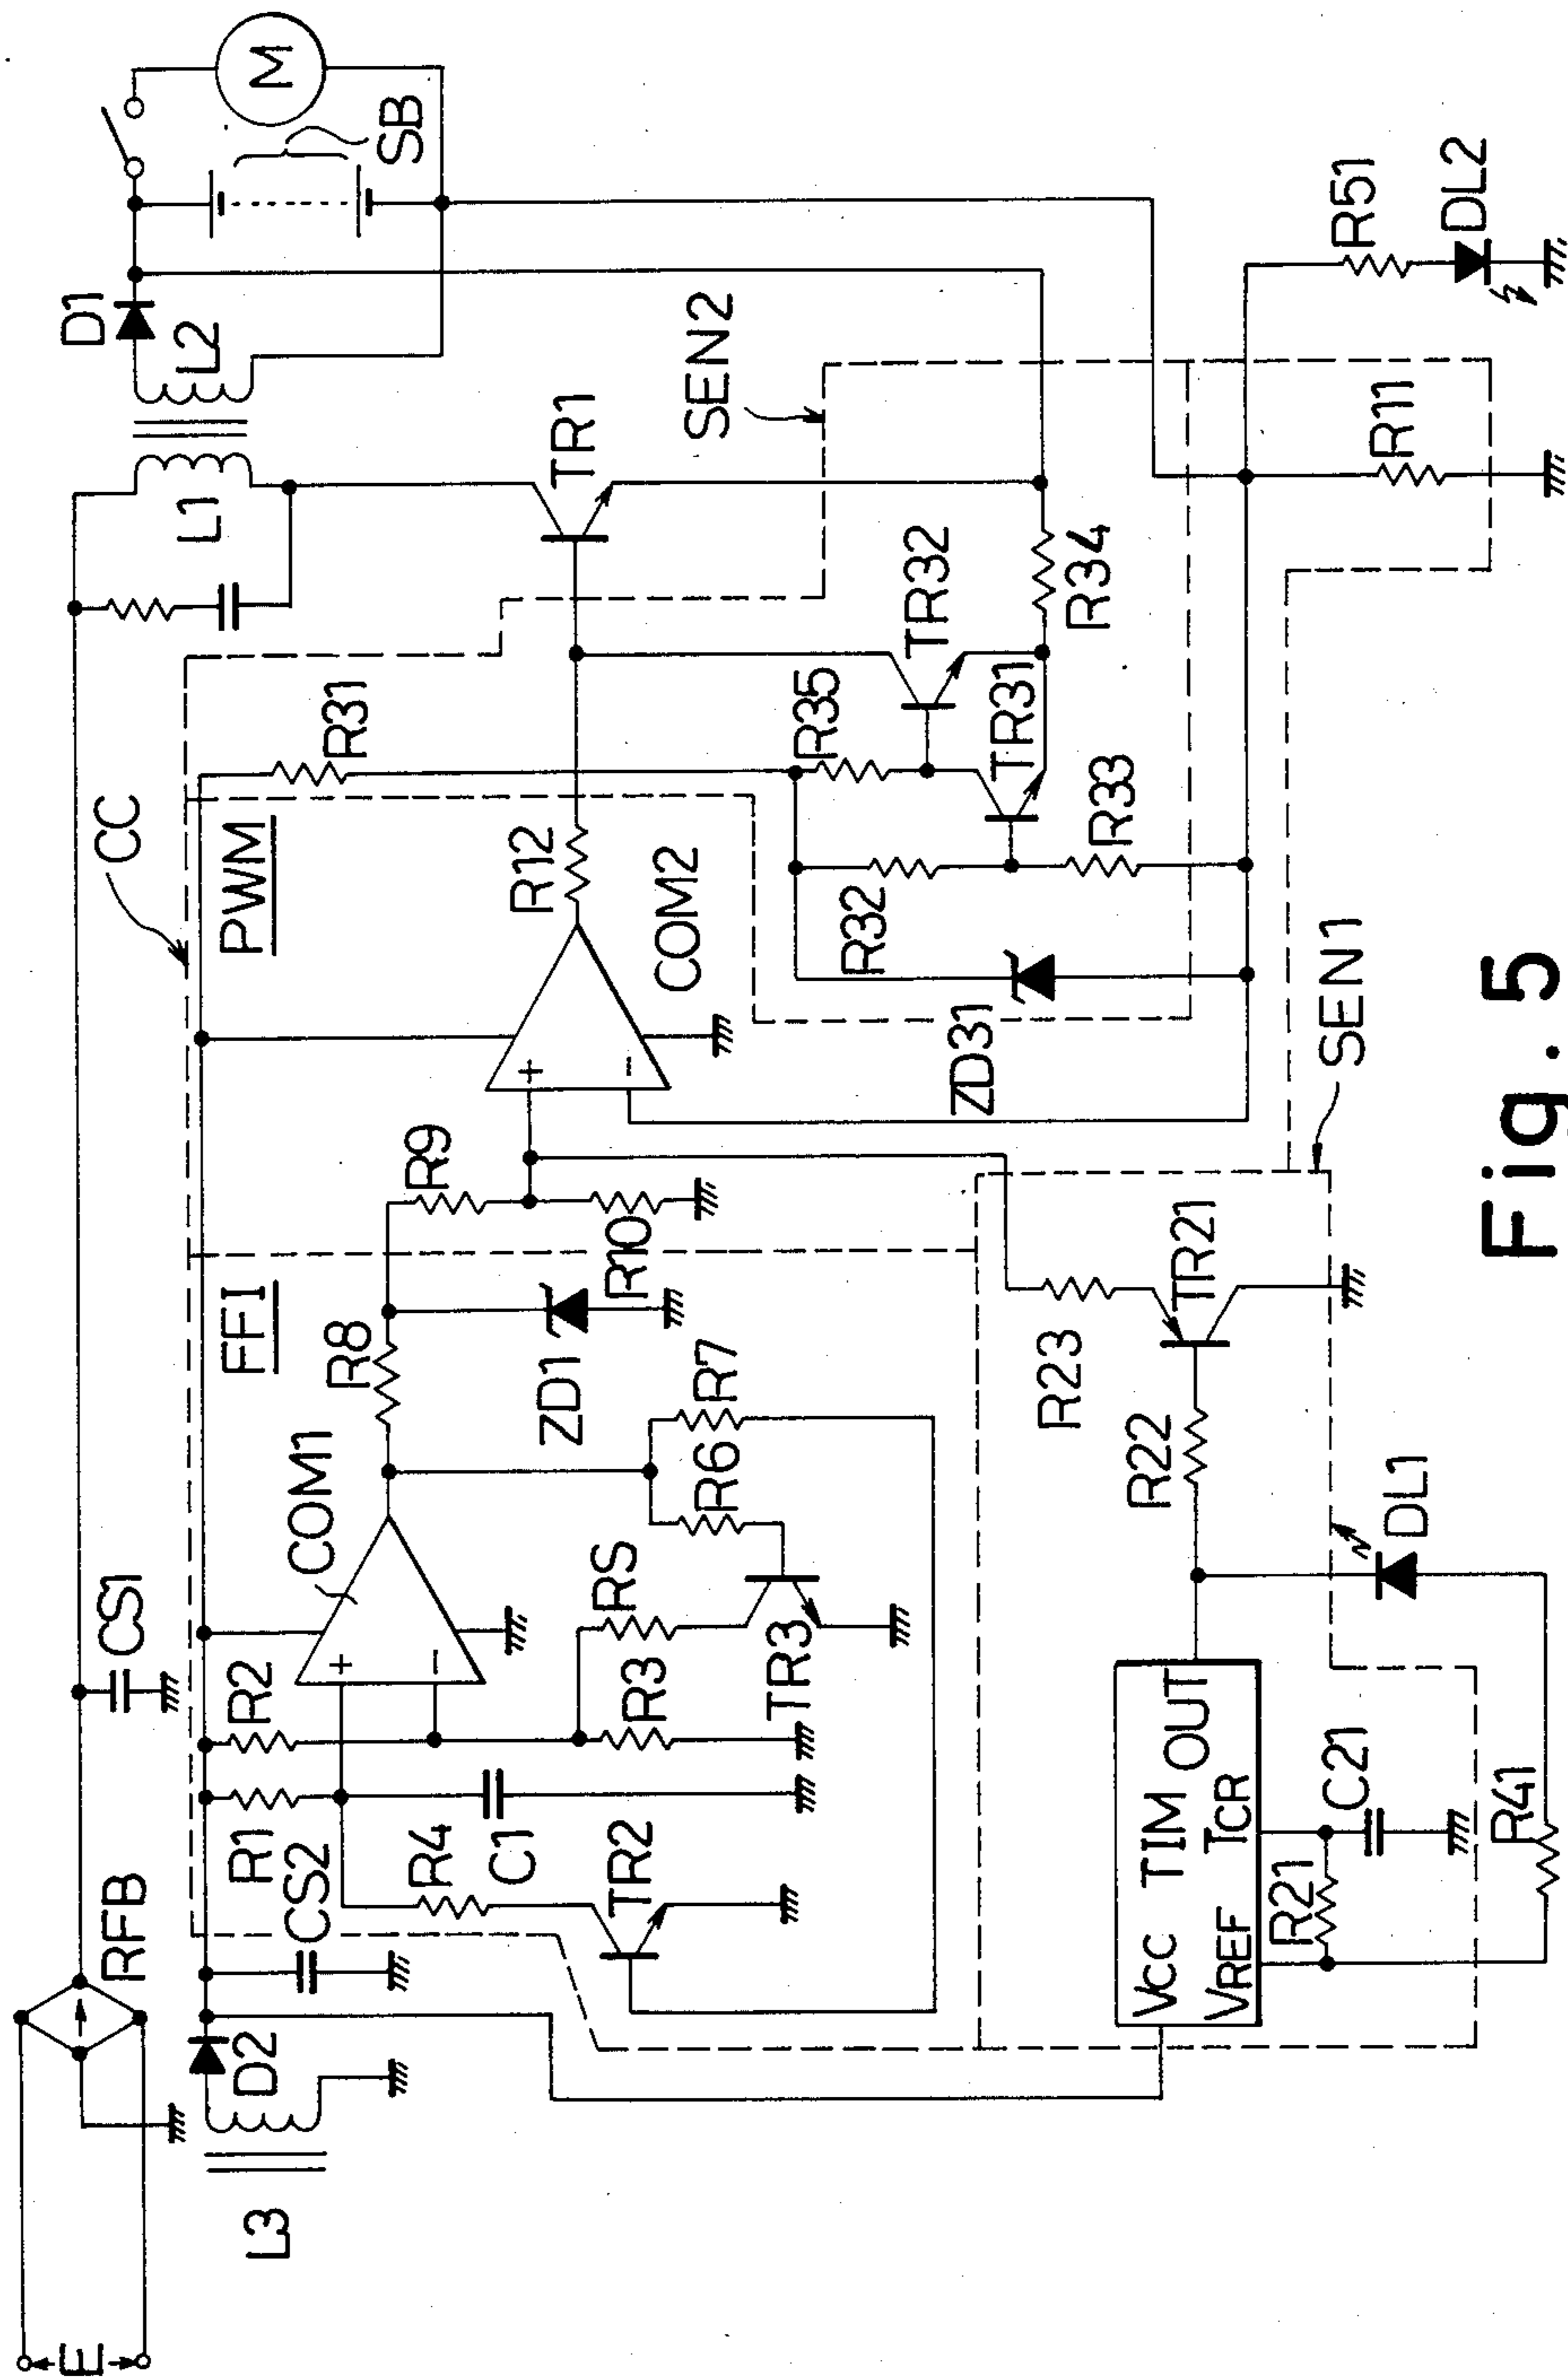 E
RFB
CS1
L3
D2
CS2
R1
R2
COM1
FFI
R8
R9
CC
PWM
R31
R12
L1
L2
D1
M
SB
TR1
SEN2
R4
C1
TR2
R3
RS
TR3
R6
R7
ZD1
R10
COM2
ZD31
R32
R33
R35
TR31
TR32
R34
VCC
TIM
OUT
VREF
TCR
R21
C21
R41
DL1
R22
R23
TR21
SEN1
R11
R51
DL2
+
−
+
−
Fig. 5